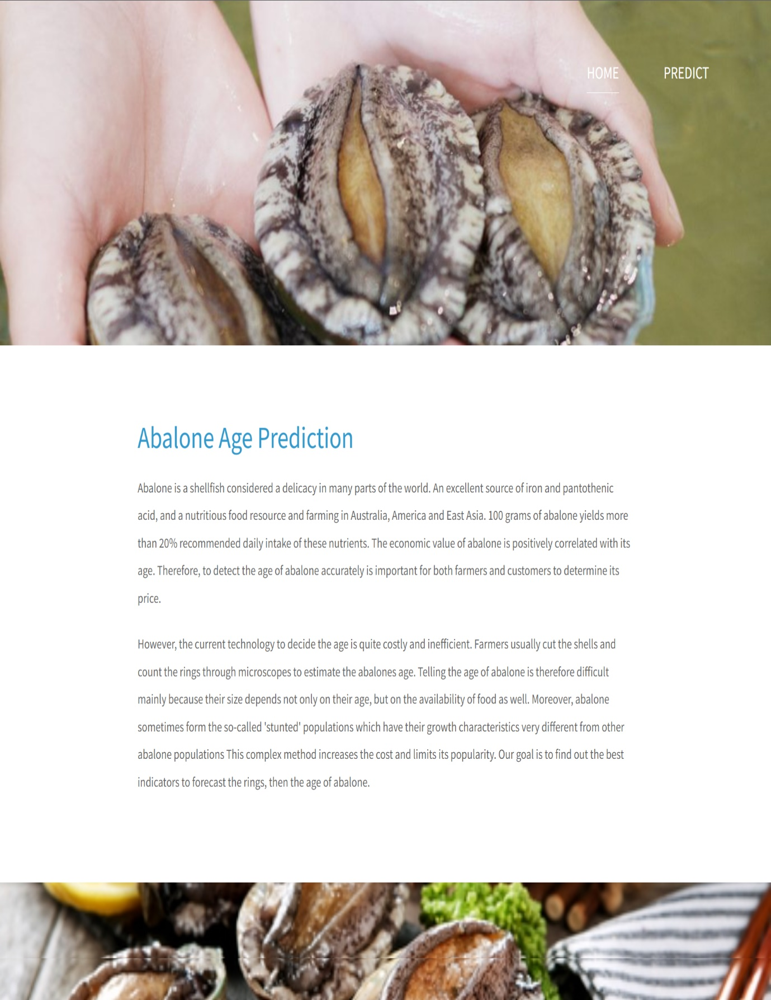 HOME PREDICT
Abalone Age Prediction
Abalone is a shellfish considered a delicacy in many parts of the world. An excellent source of iron and pantothenic
acid, and a nutritious food resource and farming in Australia, America and East Asia. 100 grams of abalone yields more
than 20% recommended daily intake of these nutrients. The economic value of abalone is positively correlated with its
age. Therefore, to detect the age of abalone accurately is important for both farmers and customers to determine its
price.
However, the current technology to decide the age is quite costly and inefficient. Farmers usually cut the shells and
count the rings through microscopes to estimate the abalones age. Telling the age of abalone is therefore difficult
mainly because their size depends not only on their age, but on the availability of food as well. Moreover, abalone
sometimes form the so-called 'stunted' populations which have their growth characteristics very different from other
abalone populations This complex method increases the cost and limits its popularity. Our goal is to find out the best
indicators to forecast the rings, then the age of abalone.